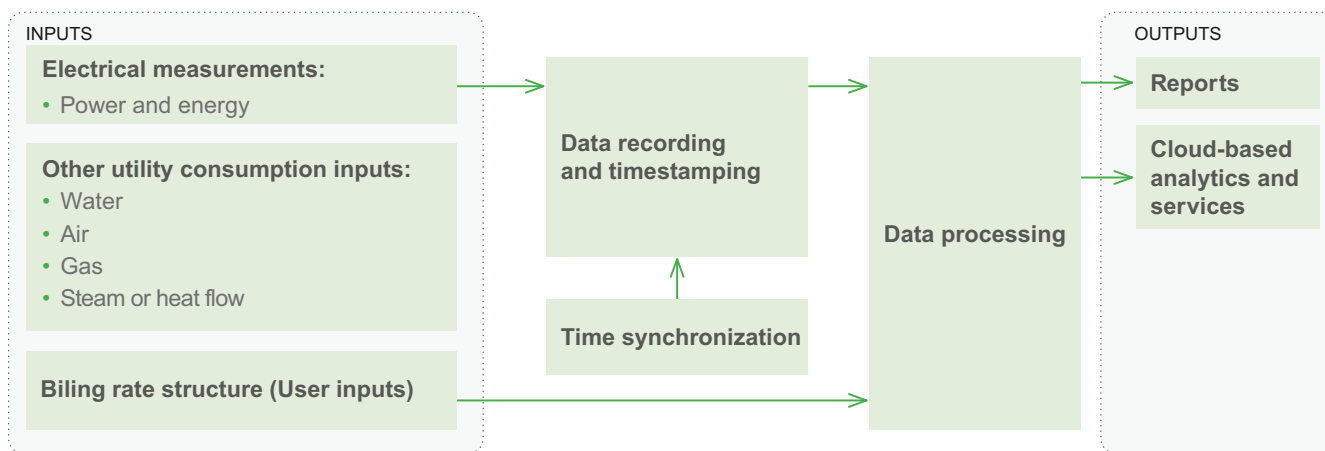 INPUTS
Electrical measurements:
• Power and energy
Other utility consumption inputs:
• Water
• Air
• Gas
• Steam or heat flow
Biling rate structure (User inputs)
Data recording
and timestamping
Time synchronization
Data processing
OUTPUTS
Reports
Cloud-based
analytics and
services